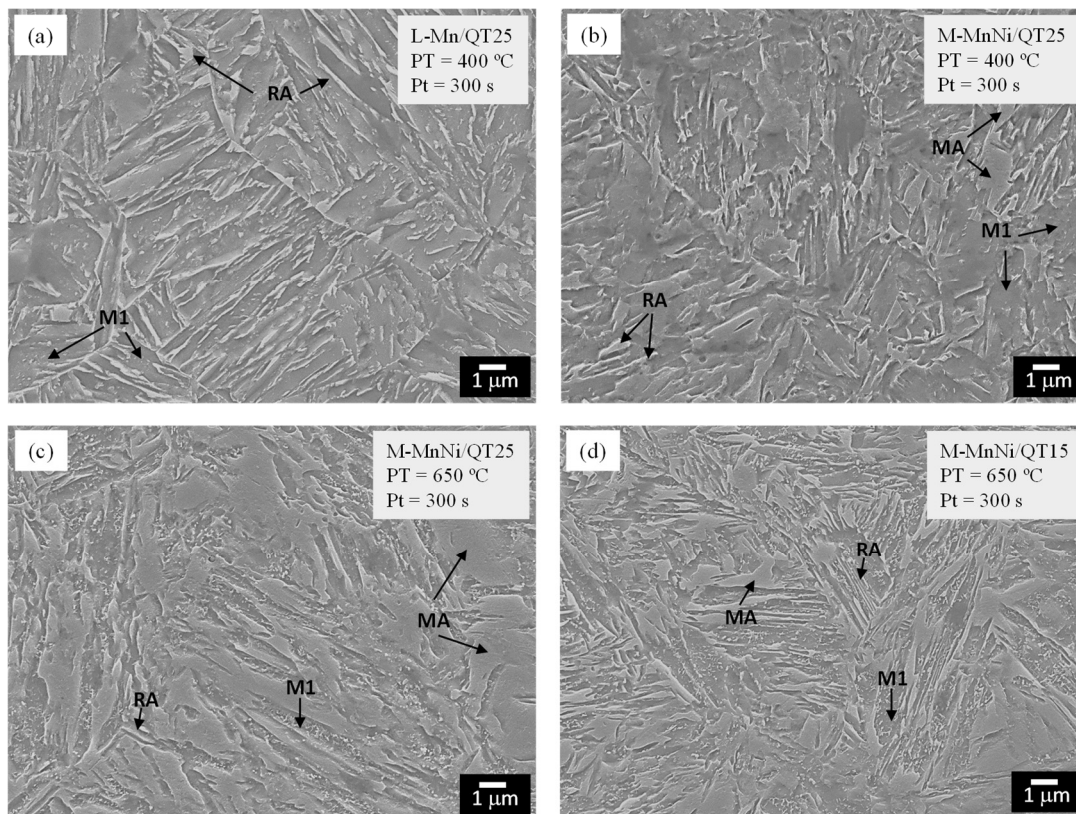 (a)
L-Mn/QT25
PT = 400 ºC
Pt = 300 s
RA
M1
1 µm
(b)
M-MnNi/QT25
PT = 400 ºC
Pt = 300 s
MA
M1
RA
1 µm
(c)
M-MnNi/QT25
PT = 650 ºC
Pt = 300 s
MA
M1
RA
1 µm
(d)
M-MnNi/QT15
PT = 650 ºC
Pt = 300 s
RA
MA
M1
1 µm